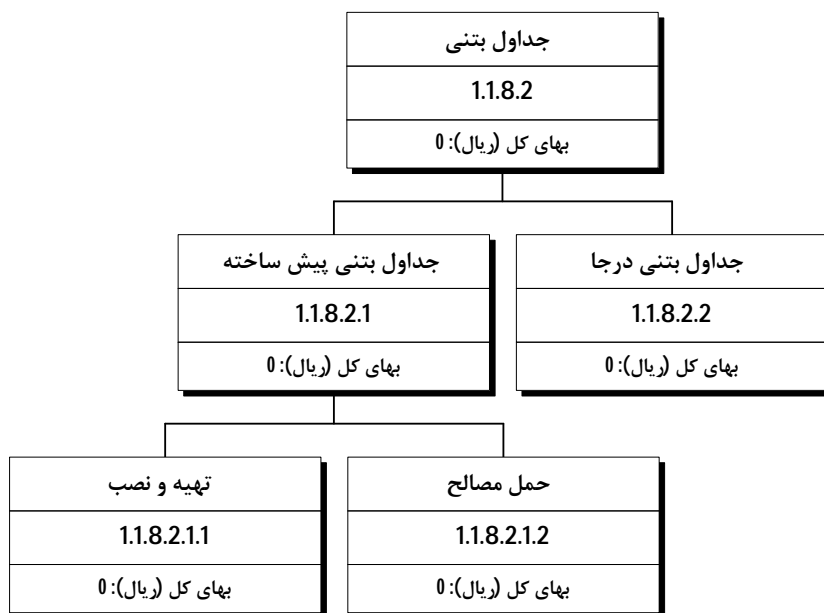 جداول بتنی
1.1.8.2
بهای کل (ریال): 0
جداول بتنی پیش ساخته
1.1.8.2.1
بهای کل (ریال): 0
جداول بتنی درجا
1.1.8.2.2
بهای کل (ریال): 0
تهیه و نصب
1.1.8.2.1.1
بهای کل (ریال): 0
حمل مصالح
1.1.8.2.1.2
بهای کل (ریال): 0